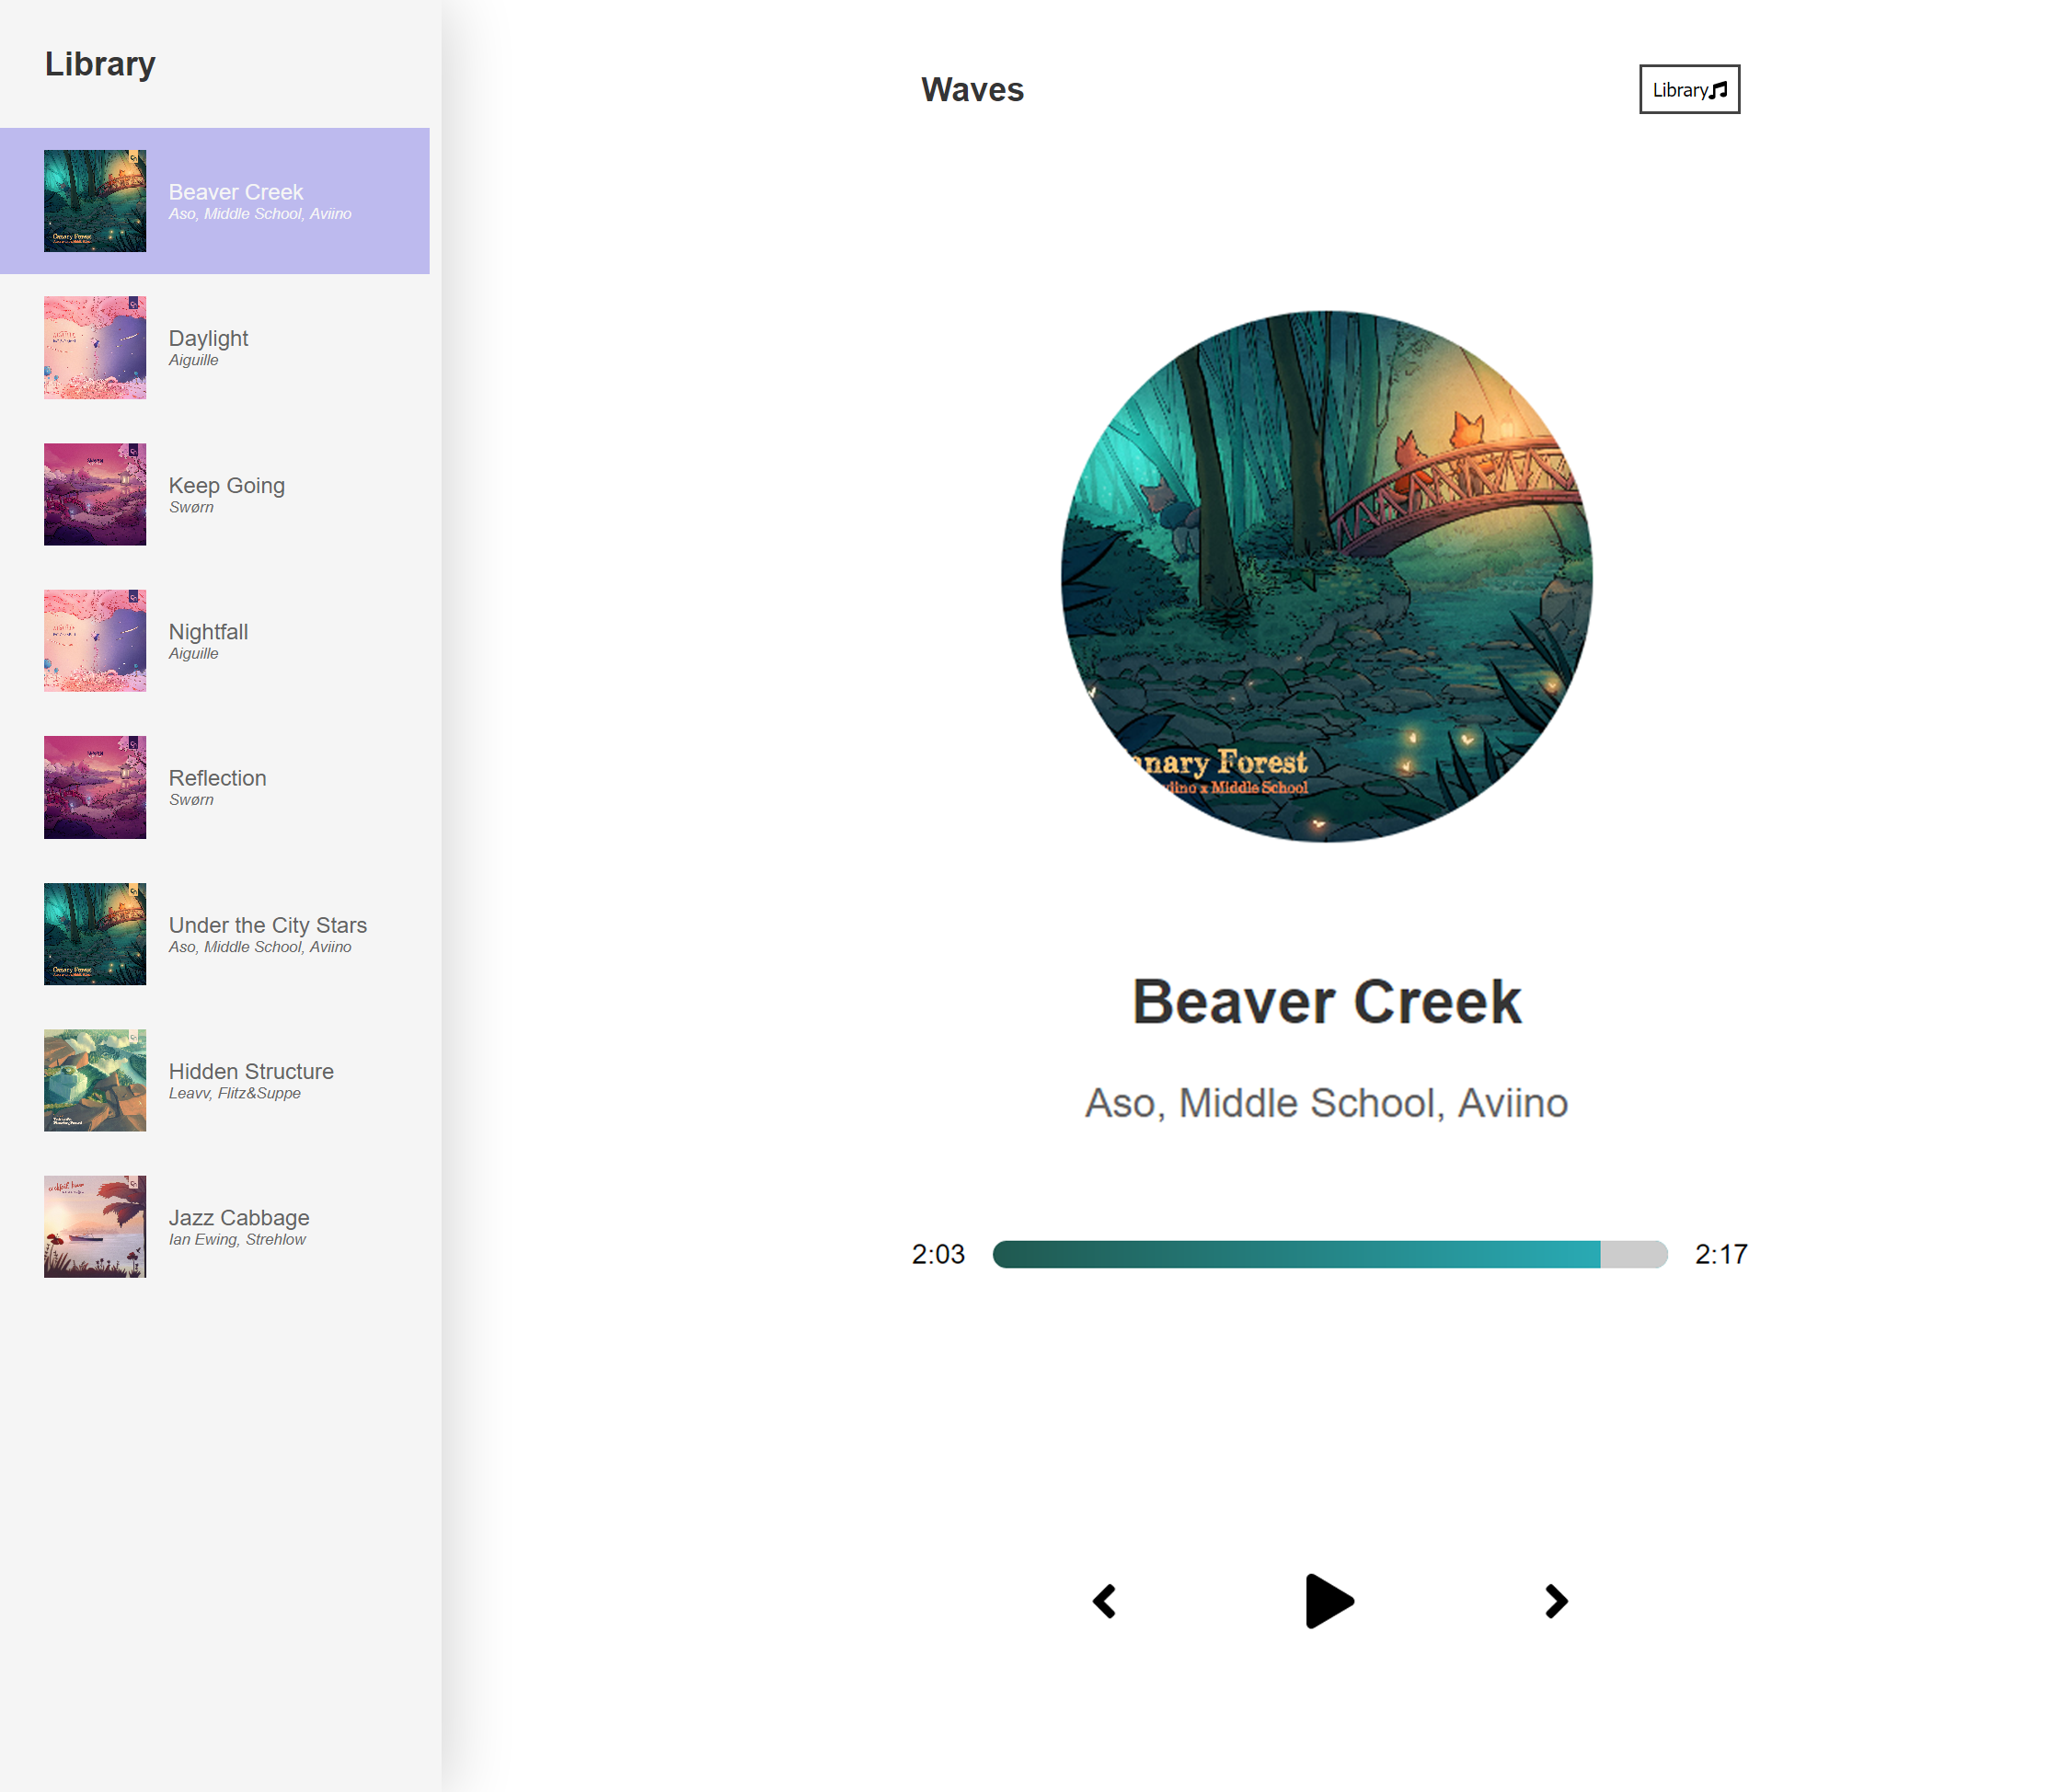 Library
Beaver Creek
Aso, Middle School, Aviino
Daylight
Aiguille
Keep Going
Swørn
Nightfall
Aiguille
Reflection
Swørn
Under the City Stars
Aso, Middle School, Aviino
Hidden Structure
Leavv, Flitz&Suppe
Jazz Cabbage
Ian Ewing, Strehlow
Waves
Library
anary Forest
x Middle School
Beaver Creek
Aso, Middle School, Aviino
2:03
2:17